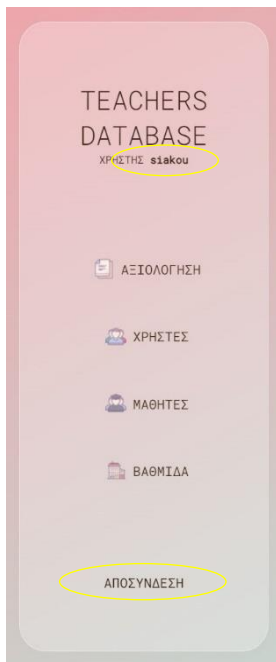 TEACHERS
DATABASE
ΧΡΗΣΤΗΣ siakou
ΑΞΙΟΛΟΓΗΣΗ
ΧΡΗΣΤΕΣ
ΜΑΘΗΤΕΣ
ΒΑΘΜΙΔΑ
ΑΠΟΣΥΝΔΕΣΗ